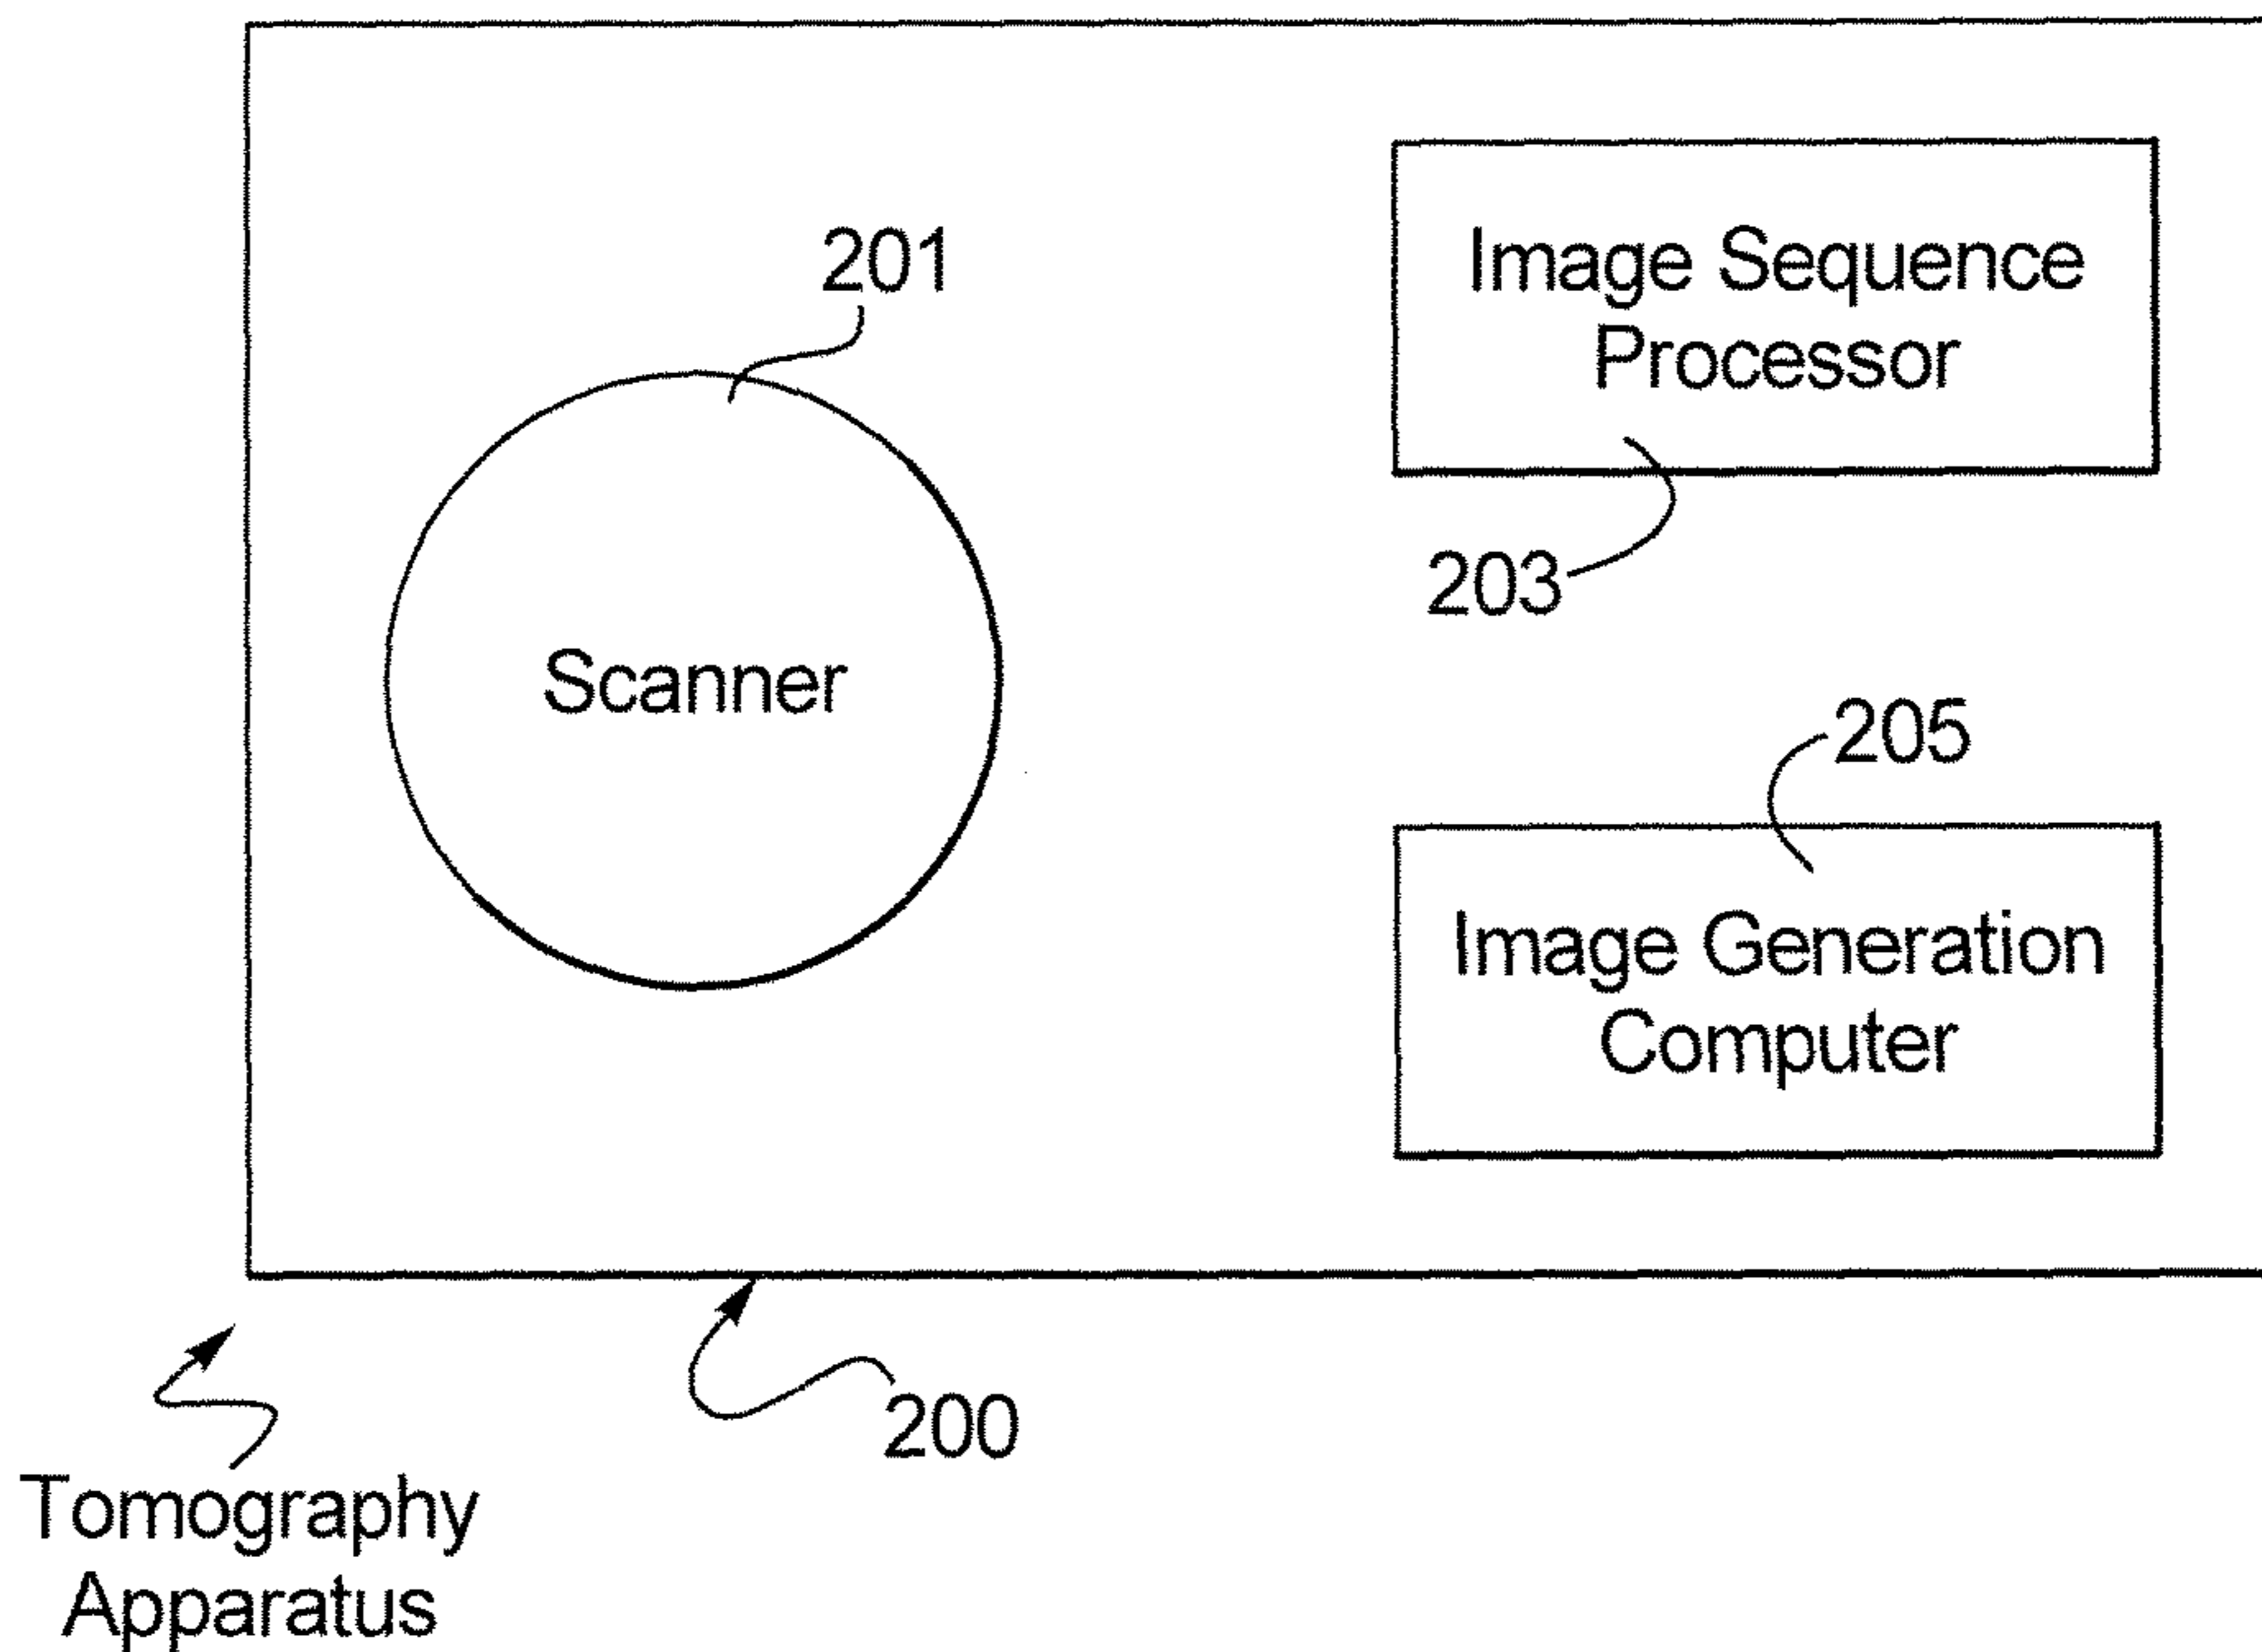 201
Scanner
Image Sequence
Processor
203
205
Image Generation
Computer
200
Tomography
Apparatus